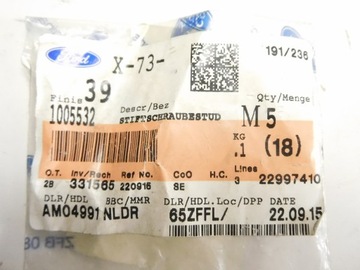 Ford
X-73-
191/236
Finis 39
1005532
Descr/Bez
STIFTSCHRAUBESTUD
Qty/Menge
M 5
KG
.1 (18)
O.T. Inv/Rech Ref No. CoO H.C. Lines
2B 331565 220916 SE 3 22997410
DLR/HDL BBC/MMR DLR/HDL.Loc/DPP DATE
AM04991 NLDR 65ZFFL/ 22.09.15
ZFB 08